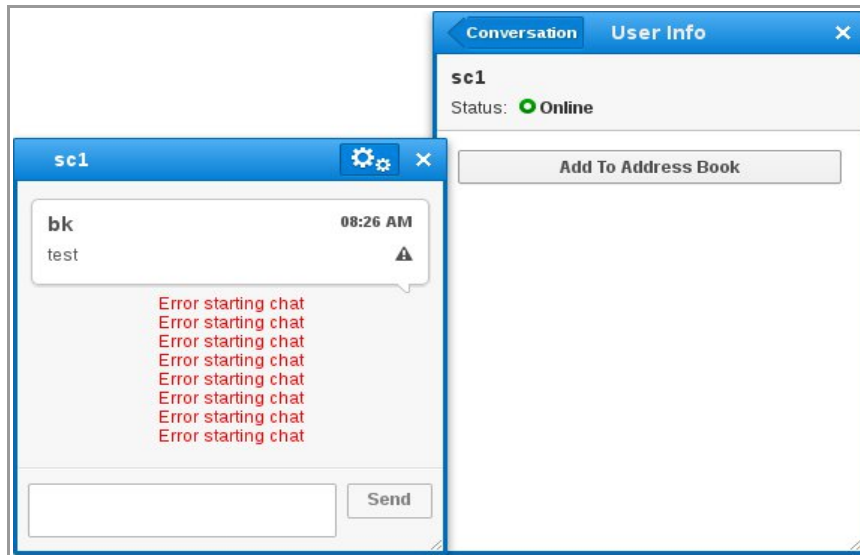 Conversation User Info
sc1
Status: Online
Add To Address Book
sc1
bk 08:26 AM
test
Error starting chat
Error starting chat
Error starting chat
Error starting chat
Error starting chat
Error starting chat
Error starting chat
Error starting chat
Send